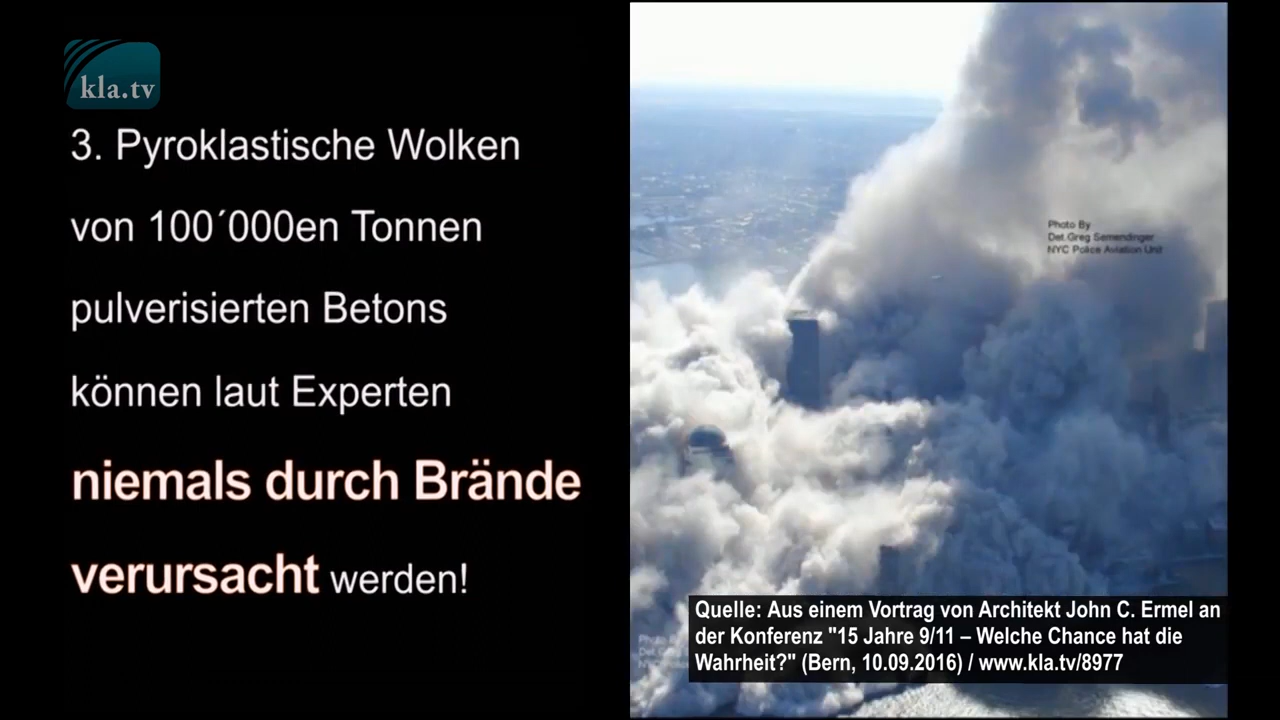 kla.tv
3. Pyroklastische Wolken
von 100´000en Tonnen
pulverisierten Betons
können laut Experten
niemals durch Brände
verursacht werden!
Photo By
Det.Greg Semendinger
NYC Police Aviation Unit
Quelle: Aus einem Vortrag von Architekt John C. Ermel an
der Konferenz "15 Jahre 9/11 – Welche Chance hat die
Wahrheit?" (Bern, 10.09.2016) / www.kla.tv/8977